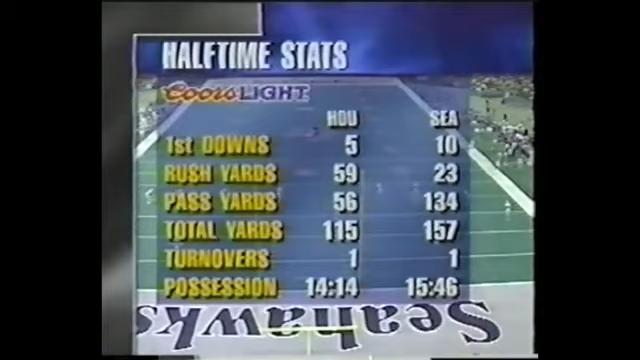 HALFTIME STATS
Coors LIGHT
HOU SEA
1st DOWNS 5 10
RUSH YARDS 59 23
PASS YARDS 56 134
TOTAL YARDS 115 157
TURNOVERS 1 1
POSSESSION 14:14 15:46
Seahawks